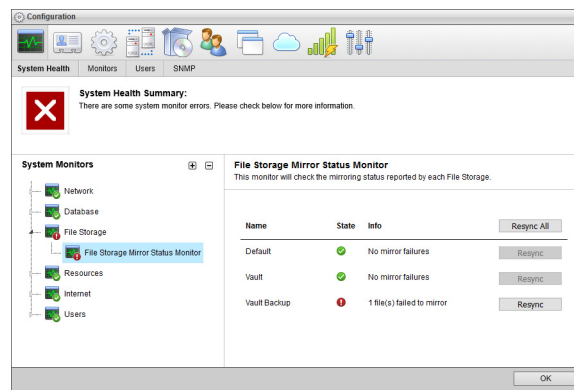 Configuration
System Health Monitors Users SNMP
System Health Summary:
There are some system monitor errors. Please check below for more information.
System Monitors
Network
Database
File Storage
File Storage Mirror Status Monitor
Resources
Internet
Users
File Storage Mirror Status Monitor
This monitor will check the mirroring status reported by each File Storage.
Name State Info Resync All
Default No mirror failures Resync
Vault No mirror failures Resync
Vault Backup 1 file(s) failed to mirror Resync
OK